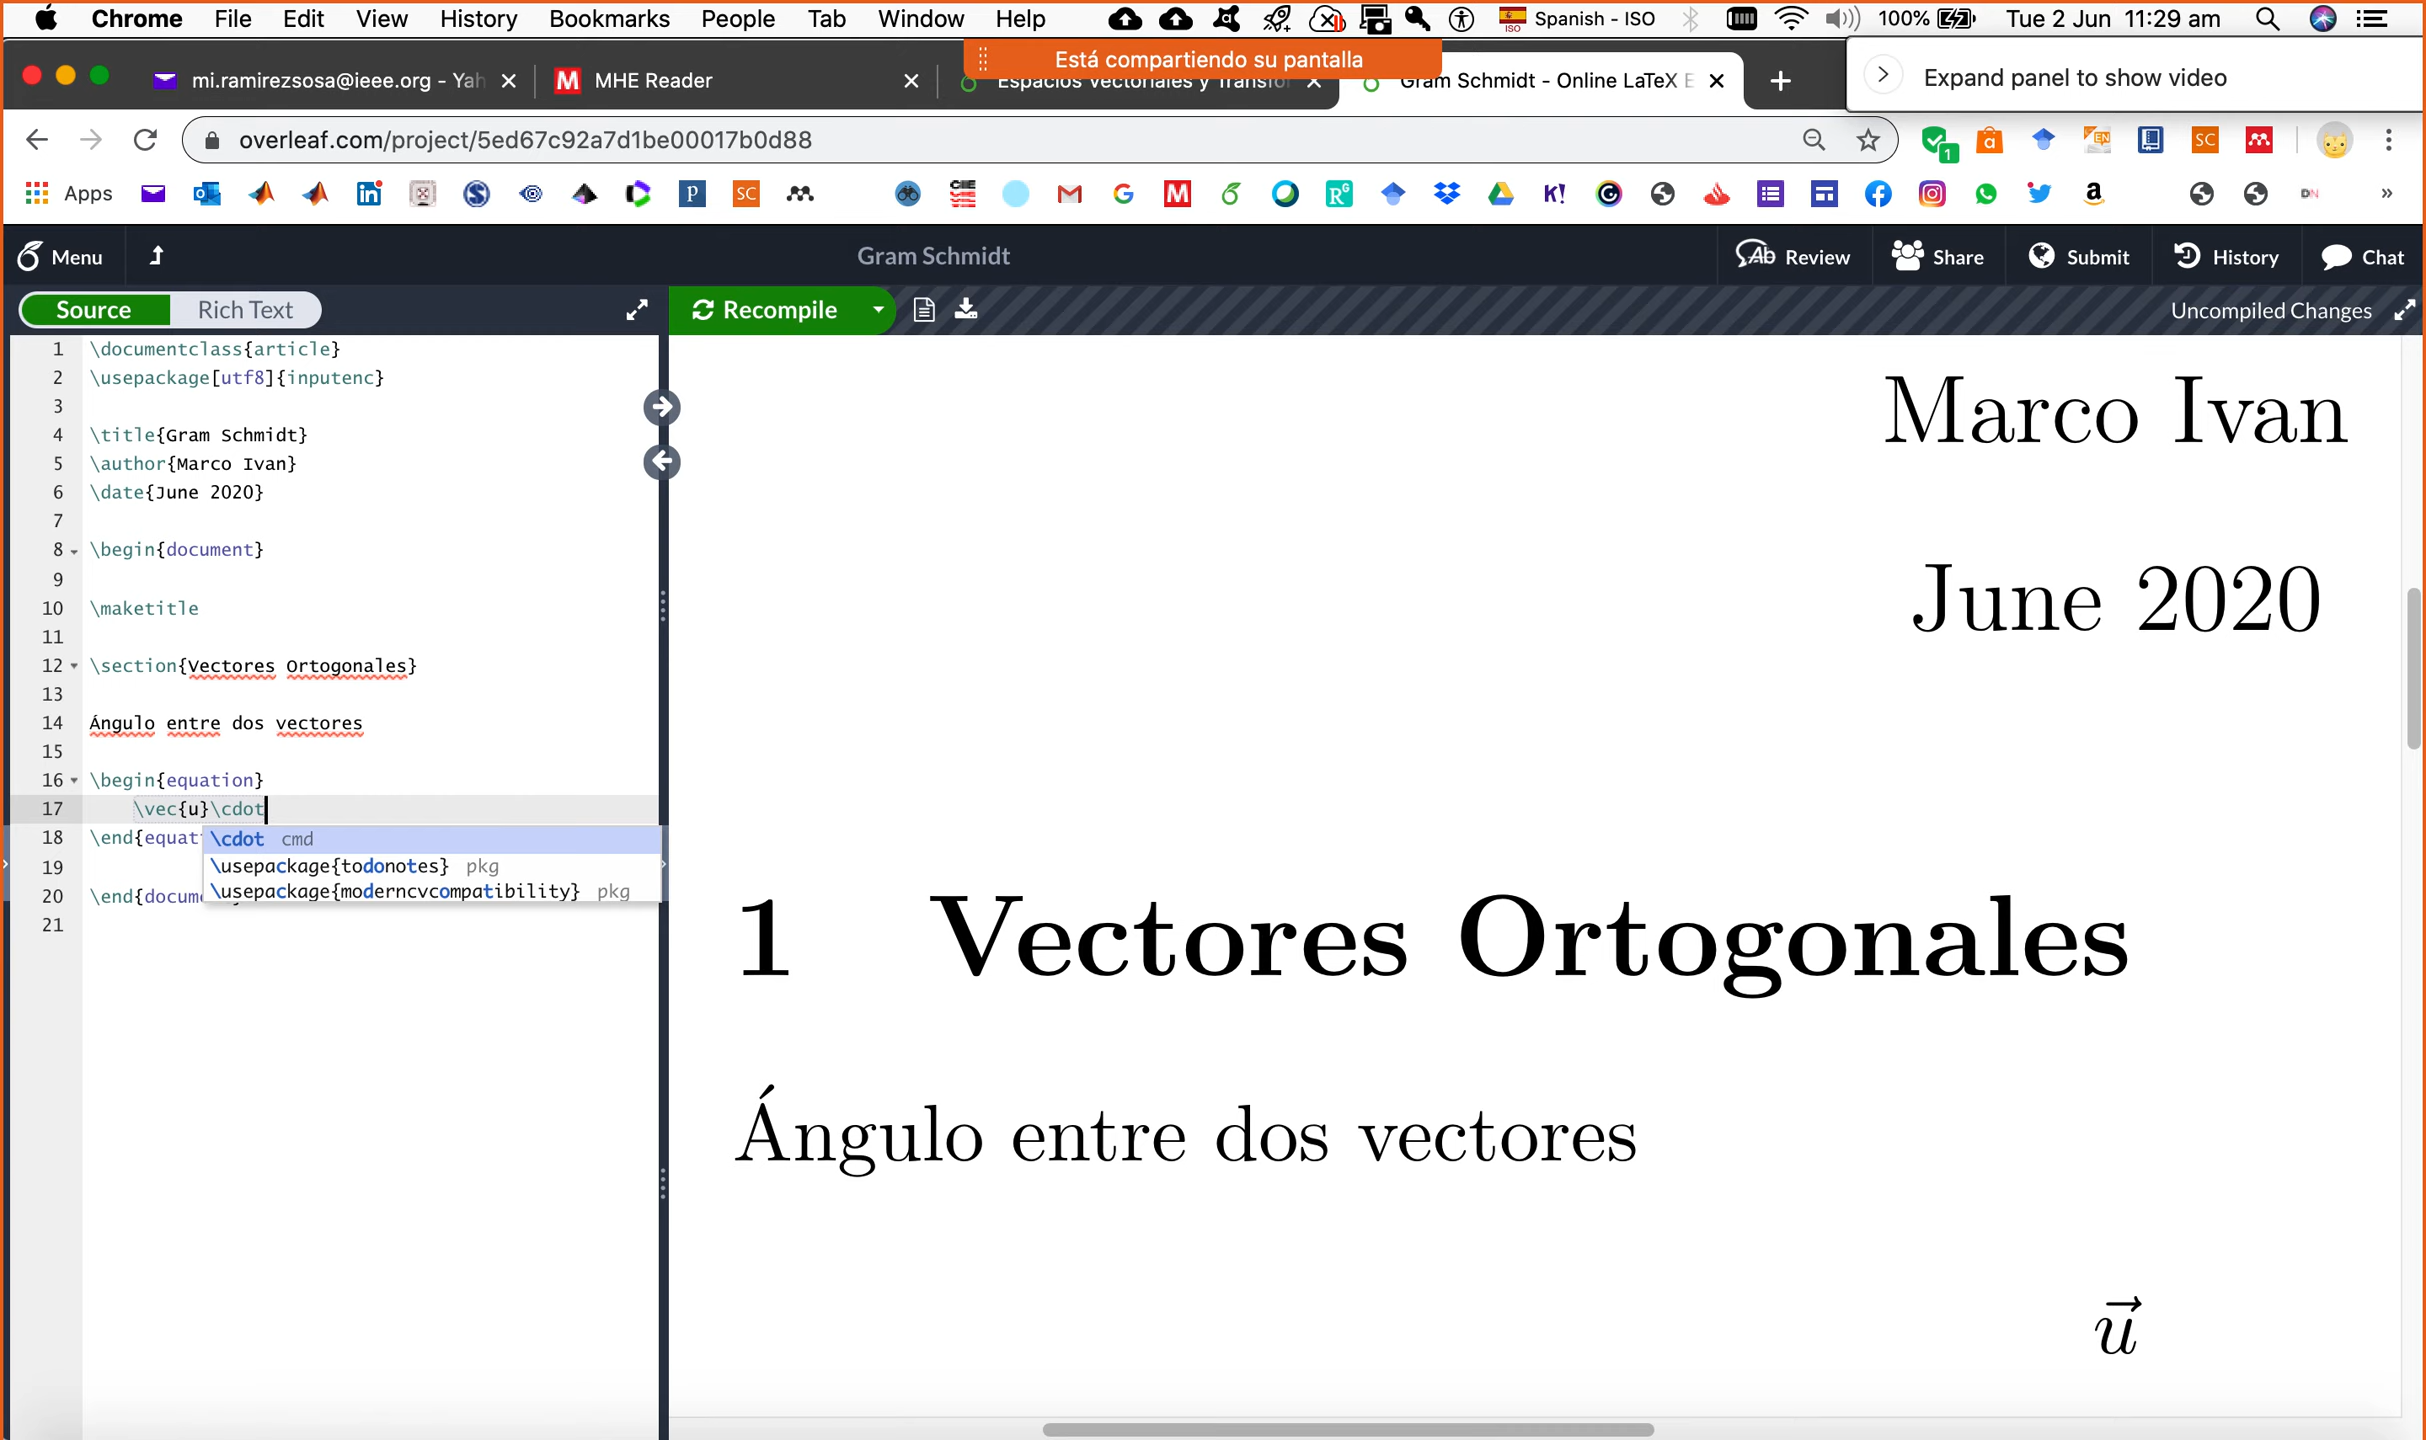 Chrome File Edit View History Bookmarks People Tab Window Help Spanish - ISO 100% Tue 2 Jun 11:29 am
Está compartiendo su pantalla
mi.ramirezsosa@ieee.org - Yah
MHE Reader
Espacios Vectoriales y Transfor
Gram Schmidt - Online LaTeX E
Expand panel to show video
overleaf.com/project/5ed67c92a7d1be00017b0d88
Apps
Menu
Gram Schmidt
Review Share Submit History Chat
Source Rich Text
Recompile
Uncompiled Changes
1 \documentclass{article}
2 \usepackage[utf8]{inputenc}
3
4 \title{Gram Schmidt}
5 \author{Marco Ivan}
6 \date{June 2020}
7
8 \begin{document}
9
10 \maketitle
11
12 \section{Vectores Ortogonales}
13
14 Ángulo entre dos vectores
15
16 \begin{equation}
17 \vec{u}\cdot
18 \end{equat
\cdot cmd
19
\usepackage{todonotes} pkg
20 \end{docum
\usepackage{moderncvcompatibility} pkg
21
Marco Ivan
June 2020
1 Vectores Ortogonales
Ángulo entre dos vectores
u⃗